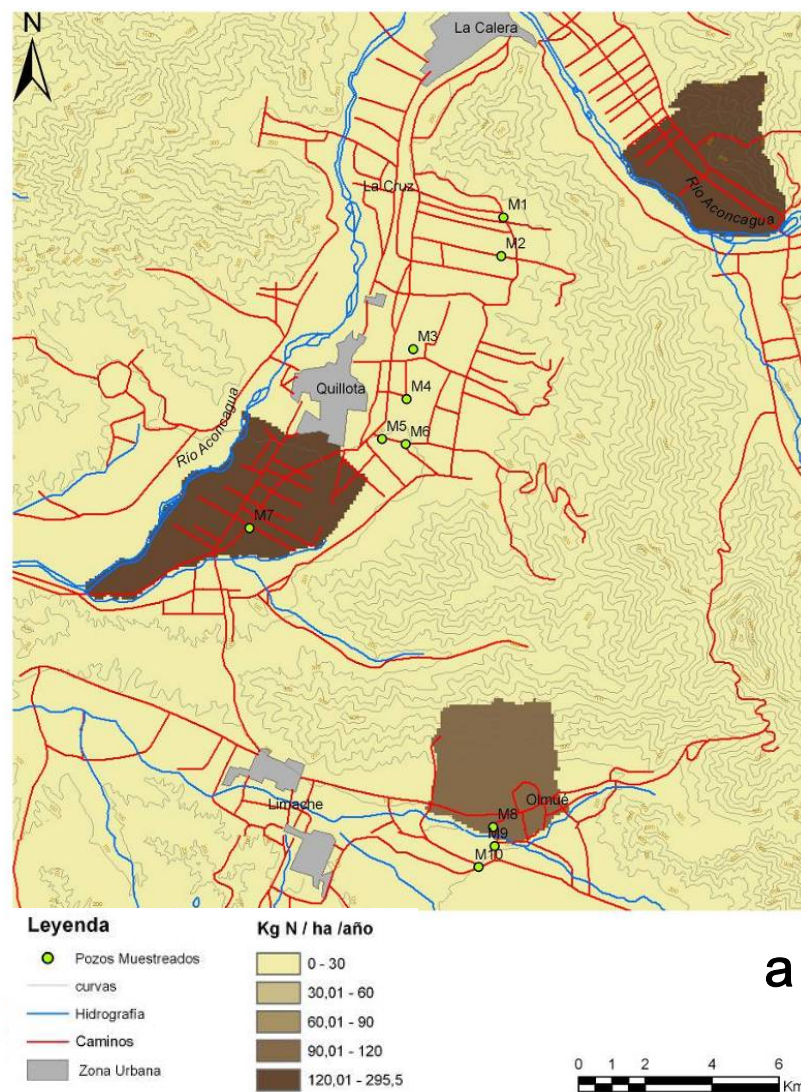 N
La Calera
Río Aconcagua
La Cruz
M1
M2
M3
M4
Quillota
M5
M6
Río Aconcagua
M7
Olmué
M8
M9
M10
Limache
Leyenda
Pozos Muestreados
curvas
Hidrografía
Caminos
Zona Urbana
Kg N / ha /año
0 - 30
30,01 - 60
60,01 - 90
90,01 - 120
120,01 - 295,5
a
0 1 2 4 6
Km